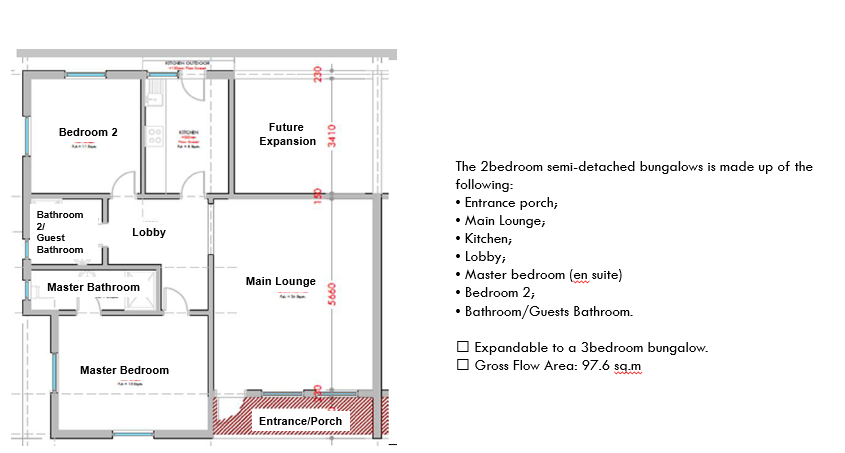 KITCHEN OUTDOOR
230
Bedroom 2
KITCHEN
Future
Expansion
3410
150
Bathroom
2/
Guest
Bathroom
Lobby
Main Lounge
Master Bathroom
5660
Master Bedroom
Entrance/Porch
The 2bedroom semi-detached bungalows is made up of the
following:
• Entrance porch;
• Main Lounge;
• Kitchen;
• Lobby;
• Master bedroom (en suite)
• Bedroom 2;
• Bathroom/Guests Bathroom.
☐ Expandable to a 3bedroom bungalow.
☐ Gross Flow Area: 97.6 sq.m